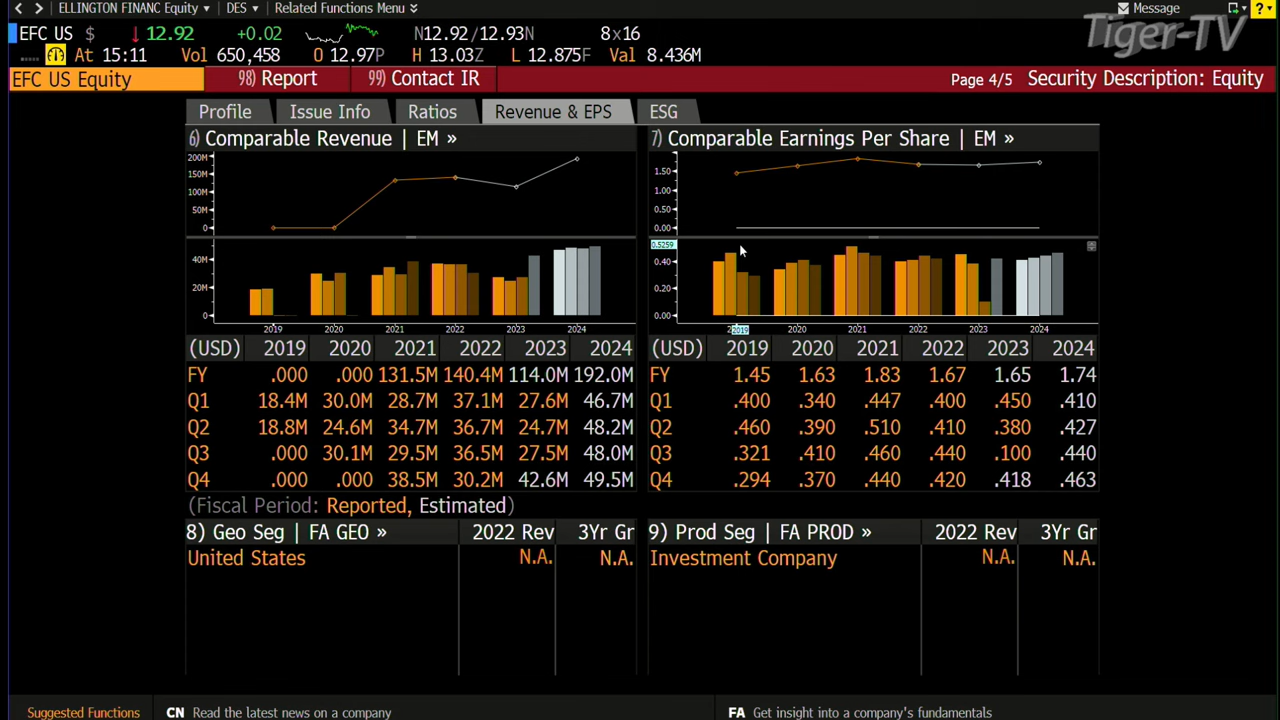 ELLINGTON FINANC Equity DES Related Functions Menu Message ?
EFC US $ ↓ 12.92 +0.02 N12.92 / 12.93N 8 x 16
At 15:11 Vol 650,458 O 12.97P H 13.03Z L 12.875F Val 8.436M
Tiger-TV
EFC US Equity 98) Report 99) Contact IR Page 4/5 Security Description: Equity
Profile Issue Info Ratios Revenue & EPS ESG
6) Comparable Revenue | EM »
200M
150M
100M
50M
0
40M
20M
0
2019 2020 2021 2022 2023 2024
(USD) 2019 2020 2021 2022 2023 2024
FY .000 .000 131.5M 140.4M 114.0M 192.0M
Q1 18.4M 30.0M 28.7M 37.1M 27.6M 46.7M
Q2 18.8M 24.6M 34.7M 36.7M 24.7M 48.2M
Q3 .000 30.1M 29.5M 36.5M 27.5M 48.0M
Q4 .000 .000 38.5M 30.2M 42.6M 49.5M
(Fiscal Period: Reported, Estimated)
7) Comparable Earnings Per Share | EM »
1.50
1.00
0.50
0.00
0.5259
0.40
0.20
0.00
2019 2020 2021 2022 2023 2024
(USD) 2019 2020 2021 2022 2023 2024
FY 1.45 1.63 1.83 1.67 1.65 1.74
Q1 .400 .340 .447 .400 .450 .410
Q2 .460 .390 .510 .410 .380 .427
Q3 .321 .410 .460 .440 .100 .440
Q4 .294 .370 .440 .420 .418 .463
8) Geo Seg | FA GEO » 2022 Rev 3Yr Gr
United States N.A. N.A.
9) Prod Seg | FA PROD » 2022 Rev 3Yr Gr
Investment Company N.A. N.A.
Suggested Functions CN Read the latest news on a company FA Get insight into a company's fundamentals